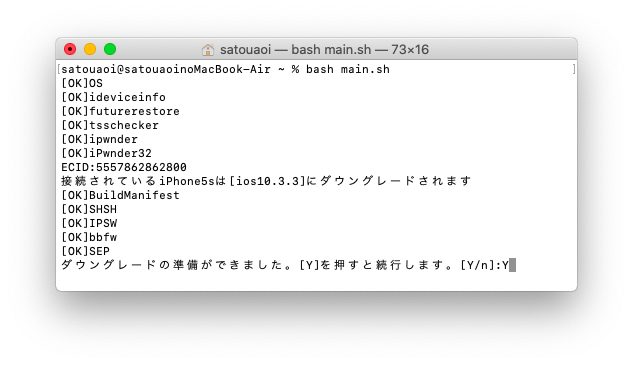 satouaoi — bash main.sh — 73×16
[satouaoi@satouaoinoMacBook-Air ~ % bash main.sh ]
[OK]OS
[OK]ideviceinfo
[OK]futurerestore
[OK]tsschecker
[OK]ipwnder
[OK]iPwnder32
ECID:5557862862800
接続されているiPhone5sは[ios10.3.3]にダウングレードされます
[OK]BuildManifest
[OK]SHSH
[OK]IPSW
[OK]bbfw
[OK]SEP
ダウングレードの準備ができました。[Y]を押すと続行します。[Y/n]:Y